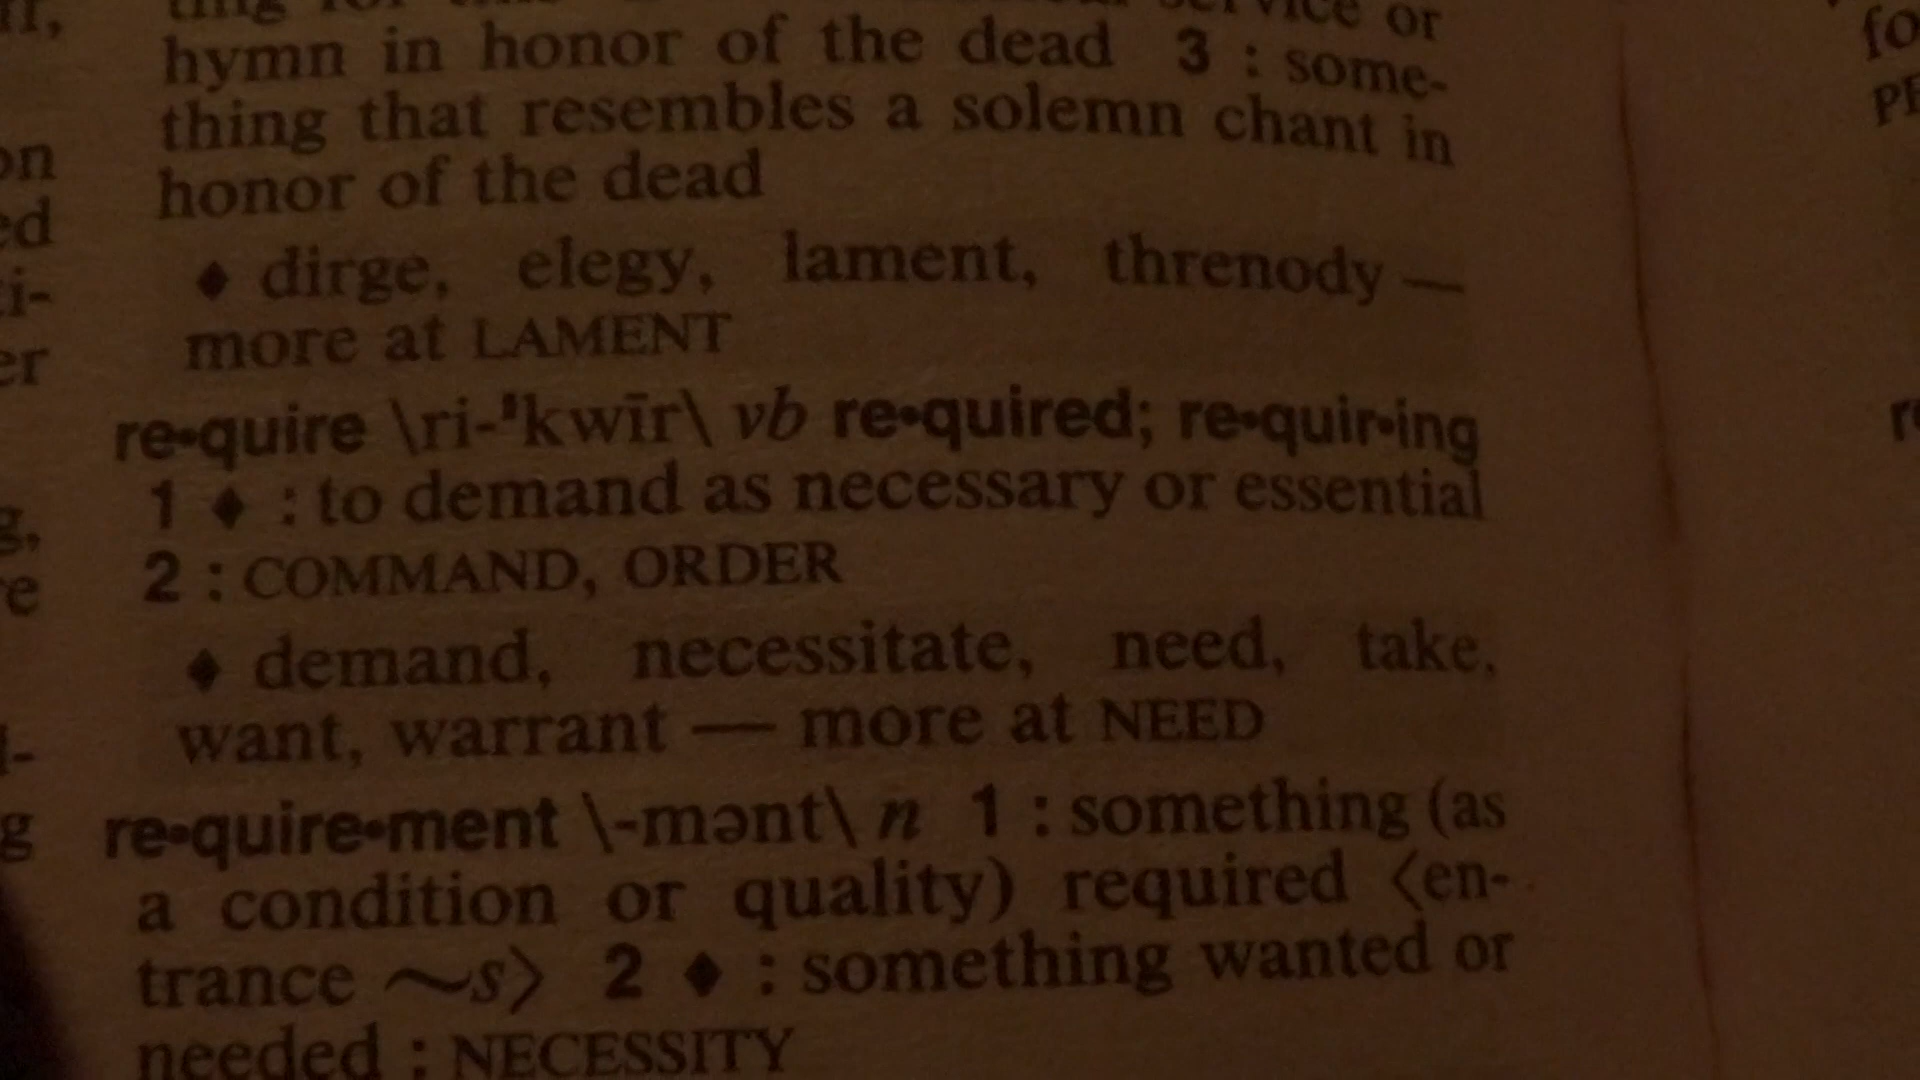 hymn in honor of the dead 3 : some-
thing that resembles a solemn chant in
honor of the dead
♦ dirge, elegy, lament, threnody —
more at LAMENT
re•quire \ri-ˈkwīr\ vb re•quired; re•quir•ing
1 ♦ : to demand as necessary or essential
2 : COMMAND, ORDER
♦ demand, necessitate, need, take,
want, warrant — more at NEED
re•quire•ment \-mənt\ n 1 : something (as
a condition or quality) required ⟨en-
trance ~s⟩ 2 ♦ : something wanted or
needed : NECESSITY